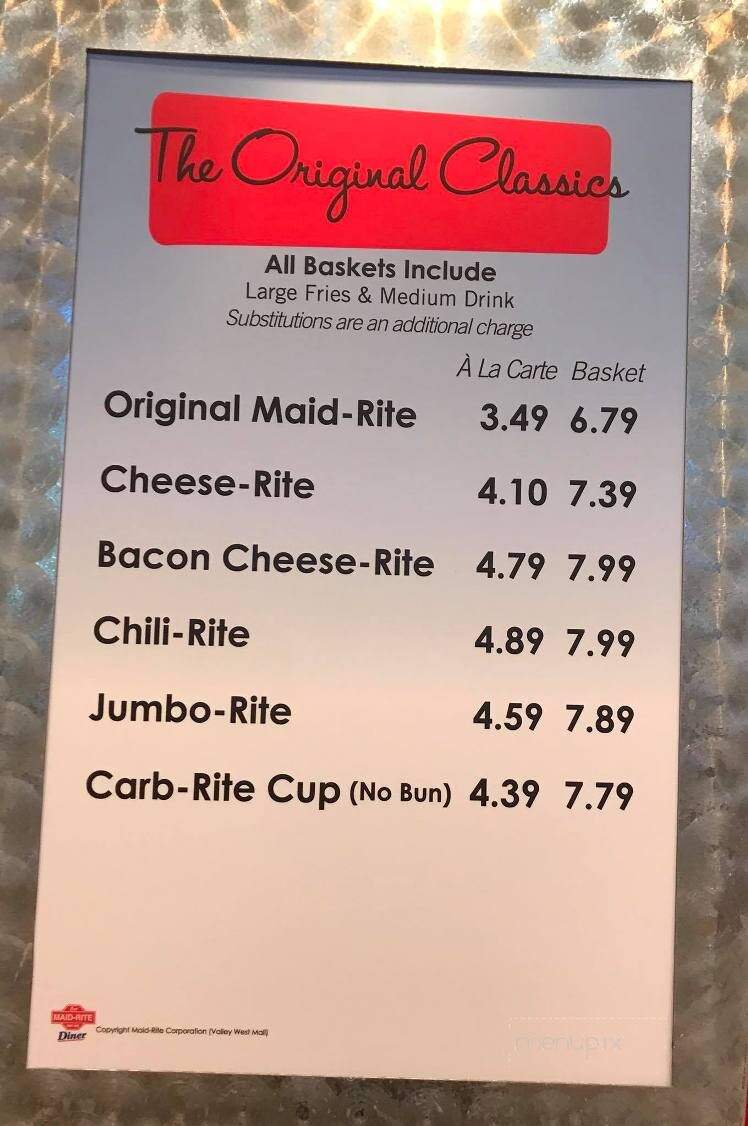 The Original Classics
All Baskets Include
Large Fries & Medium Drink
Substitutions are an additional charge
À La Carte Basket
Original Maid-Rite 3.49 6.79
Cheese-Rite 4.10 7.39
Bacon Cheese-Rite 4.79 7.99
Chili-Rite 4.89 7.99
Jumbo-Rite 4.59 7.89
Carb-Rite Cup (No Bun) 4.39 7.79
MAID-RITE
Diner
Copyright Maid-Rite Corporation (Valley West Mall)
menupix